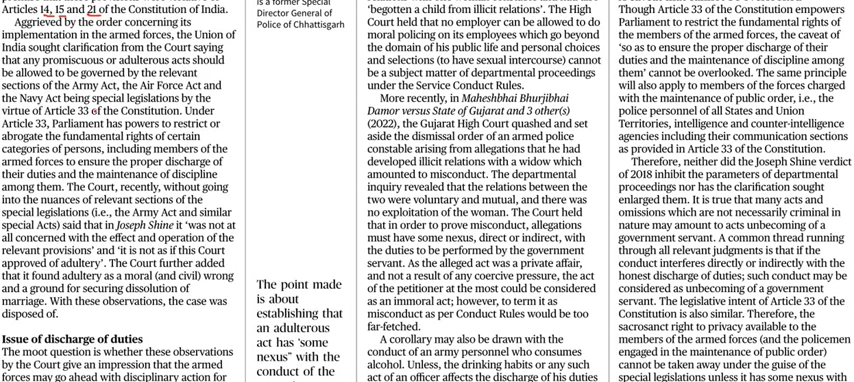 Articles 14, 15 and 21 of the Constitution of India.
Aggrieved by the order concerning its
implementation in the armed forces, the Union of
India sought clarification from the Court saying
that any promiscuous or adulterous acts should
be allowed to be governed by the relevant
sections of the Army Act, the Air Force Act and
the Navy Act being special legislations by the
virtue of Article 33 of the Constitution. Under
Article 33, Parliament has powers to restrict or
abrogate the fundamental rights of certain
categories of persons, including members of the
armed forces to ensure the proper discharge of
their duties and the maintenance of discipline
among them. The Court, recently, without going
into the nuances of relevant sections of the
special legislations (i.e., the Army Act and similar
special Acts) said that in Joseph Shine it ‘was not at
all concerned with the effect and operation of the
relevant provisions’ and ‘it is not as if this Court
approved of adultery’. The Court further added
that it found adultery as a moral (and civil) wrong
and a ground for securing dissolution of
marriage. With these observations, the case was
disposed of.
Issue of discharge of duties
The moot question is whether these observations
by the Court give an impression that the armed
forces may go ahead with disciplinary action for
is a former Special
Director General of
Police of Chhattisgarh
The point made
is about
establishing that
an adulterous
act has ‘some
nexus” with the
conduct of the
‘begotten a child from illicit relations’. The High
Court held that no employer can be allowed to do
moral policing on its employees which go beyond
the domain of his public life and personal choices
and selections (to have sexual intercourse) cannot
be a subject matter of departmental proceedings
under the Service Conduct Rules.
More recently, in Maheshbhai Bhurjibhai
Damor versus State of Gujarat and 3 other(s)
(2022), the Gujarat High Court quashed and set
aside the dismissal order of an armed police
constable arising from allegations that he had
developed illicit relations with a widow which
amounted to misconduct. The departmental
inquiry revealed that the relations between the
two were voluntary and mutual, and there was
no exploitation of the woman. The Court held
that in order to prove misconduct, allegations
must have some nexus, direct or indirect, with
the duties to be performed by the government
servant. As the alleged act was a private affair,
and not a result of any coercive pressure, the act
of the petitioner at the most could be considered
as an immoral act; however, to term it as
misconduct as per Conduct Rules would be too
far-fetched.
A corollary may also be drawn with the
conduct of an army personnel who consumes
alcohol. Unless, the drinking habits or any such
act of an officer affects the discharge of his duties
Though Article 33 of the Constitution empowers
Parliament to restrict the fundamental rights of
the members of the armed forces, the caveat of
‘so as to ensure the proper discharge of their
duties and the maintenance of discipline among
them’ cannot be overlooked. The same principle
will also apply to members of the forces charged
with the maintenance of public order, i.e., the
police personnel of all States and Union
Territories, intelligence and counter-intelligence
agencies including their communication sections
as provided in Article 33 of the Constitution.
Therefore, neither did the Joseph Shine verdict
of 2018 inhibit the parameters of departmental
proceedings nor has the clarification sought
enlarged them. It is true that many acts and
omissions which are not necessarily criminal in
nature may amount to acts unbecoming of a
government servant. A common thread running
through all relevant judgments is that if the
conduct interferes directly or indirectly with the
honest discharge of duties; such conduct may be
considered as unbecoming of a government
servant. The legislative intent of Article 33 of the
Constitution is also similar. Therefore, the
sacrosanct right to privacy available to the
members of the armed forces (and the policemen
engaged in the maintenance of public order)
cannot be taken away under the guise of the
special legislations unless it has some nexus with